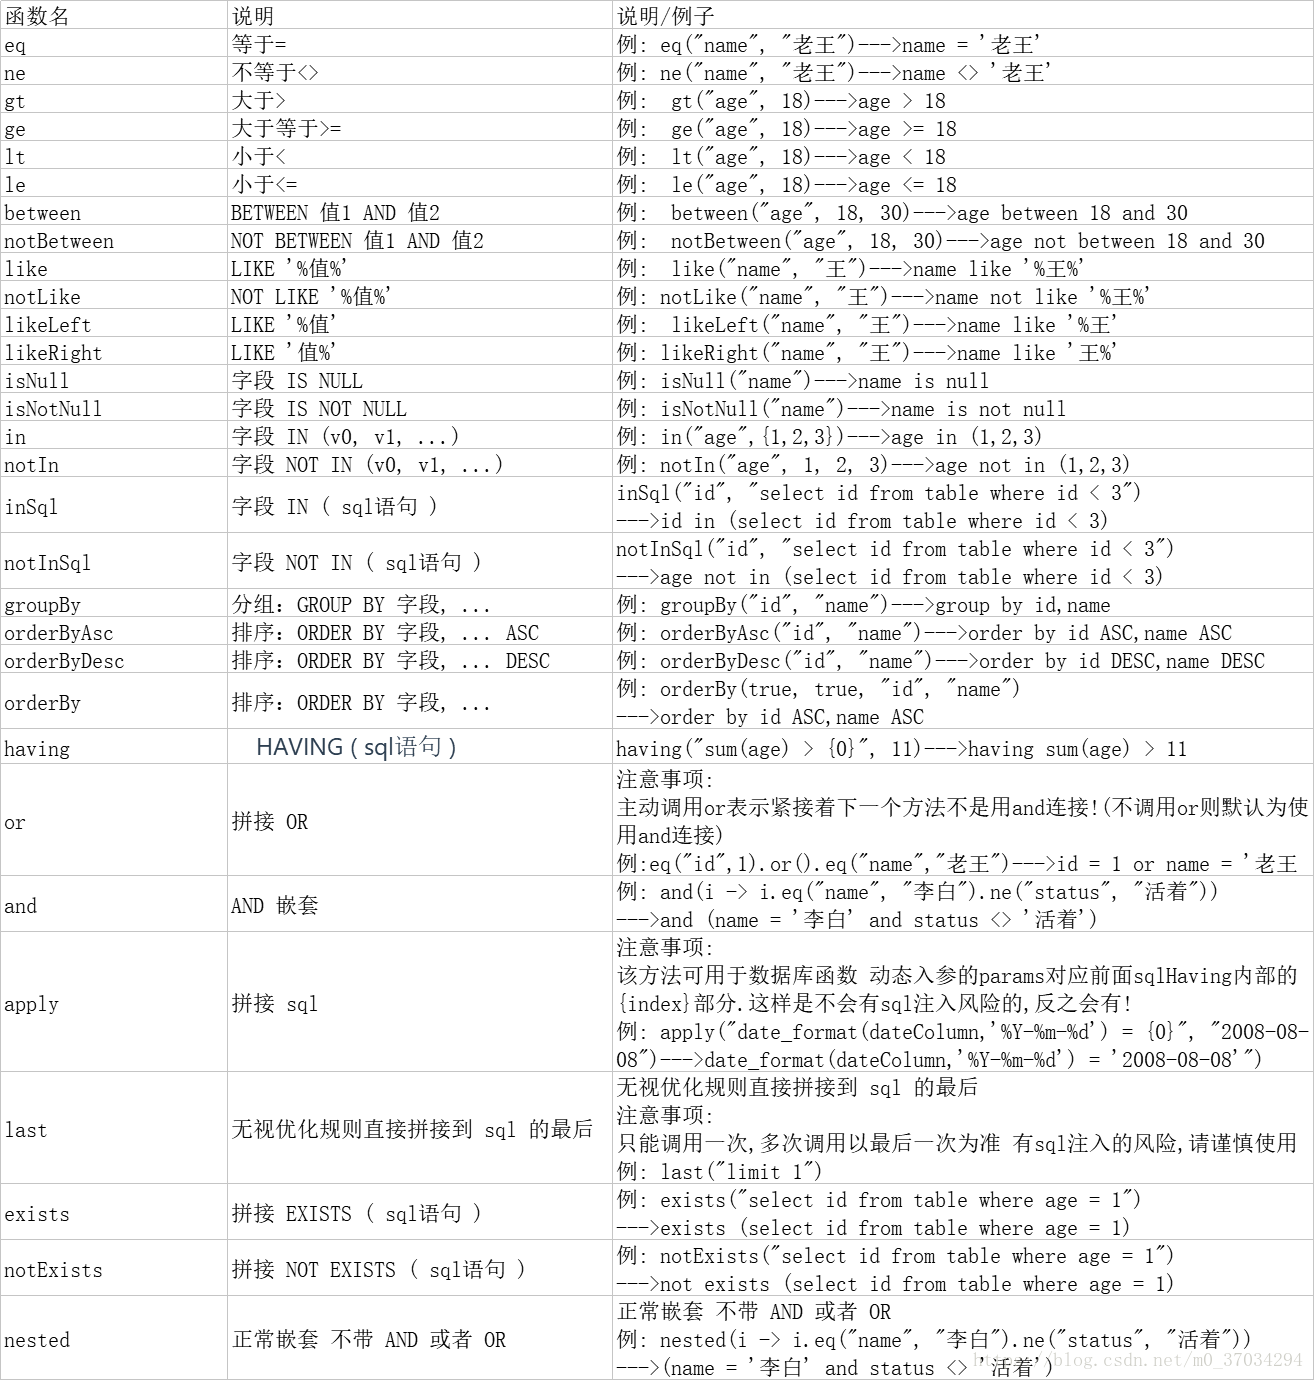 函数名 说明 说明/例子
eq 等于= 例: eq("name", "老王")--->name = '老王'
ne 不等于<> 例: ne("name", "老王")--->name <> '老王'
gt 大于> 例: gt("age", 18)--->age > 18
ge 大于等于>= 例: ge("age", 18)--->age >= 18
lt 小于< 例: lt("age", 18)--->age < 18
le 小于<= 例: le("age", 18)--->age <= 18
between BETWEEN 值1 AND 值2 例: between("age", 18, 30)--->age between 18 and 30
notBetween NOT BETWEEN 值1 AND 值2 例: notBetween("age", 18, 30)--->age not between 18 and 30
like LIKE '%值%' 例: like("name", "王")--->name like '%王%'
notLike NOT LIKE '%值%' 例: notLike("name", "王")--->name not like '%王%'
likeLeft LIKE '%值' 例: likeLeft("name", "王")--->name like '%王'
likeRight LIKE '值%' 例: likeRight("name", "王")--->name like '王%'
isNull 字段 IS NULL 例: isNull("name")--->name is null
isNotNull 字段 IS NOT NULL 例: isNotNull("name")--->name is not null
in 字段 IN (v0, v1, ...) 例: in("age",{1,2,3})--->age in (1,2,3)
notIn 字段 NOT IN (v0, v1, ...) 例: notIn("age", 1, 2, 3)--->age not in (1,2,3)
inSql 字段 IN ( sql语句 ) inSql("id", "select id from table where id < 3")
--->id in (select id from table where id < 3)
notInSql 字段 NOT IN ( sql语句 ) notInSql("id", "select id from table where id < 3")
--->age not in (select id from table where id < 3)
groupBy 分组: GROUP BY 字段, ... 例: groupBy("id", "name")--->group by id,name
orderByAsc 排序: ORDER BY 字段, ... ASC 例: orderByAsc("id", "name")--->order by id ASC,name ASC
orderByDesc 排序: ORDER BY 字段, ... DESC 例: orderByDesc("id", "name")--->order by id DESC,name DESC
orderBy 排序: ORDER BY 字段, ... 例: orderBy(true, true, "id", "name")
--->order by id ASC,name ASC
having HAVING ( sql语句 ) having("sum(age) > {0}", 11)--->having sum(age) > 11
or 拼接 OR 注意事项:
主动调用or表示紧接着下一个方法不是用and连接!(不调用or则默认为使
用and连接)
例:eq("id",1).or().eq("name","老王")--->id = 1 or name = '老王
and AND 嵌套 例: and(i -> i.eq("name", "李白").ne("status", "活着"))
--->and (name = '李白' and status <> '活着')
apply 拼接 sql 注意事项:
该方法可用于数据库函数 动态入参的params对应前面sqlHaving内部的
{index}部分.这样是不会有sql注入风险的,反之会有!
例: apply("date_format(dateColumn,'%Y-%m-%d') = {0}", "2008-08-
08")--->date_format(dateColumn,'%Y-%m-%d') = '2008-08-08'")
last 无视优化规则直接拼接到 sql 的最后 无视优化规则直接拼接到 sql 的最后
注意事项:
只能调用一次,多次调用以最后一次为准 有sql注入的风险,请谨慎使用
例: last("limit 1")
exists 拼接 EXISTS ( sql语句 ) 例: exists("select id from table where age = 1")
--->exists (select id from table where age = 1)
notExists 拼接 NOT EXISTS ( sql语句 ) 例: notExists("select id from table where age = 1")
--->not exists (select id from table where age = 1)
nested 正常嵌套 不带 AND 或者 OR 正常嵌套 不带 AND 或者 OR
例: nested(i -> i.eq("name", "李白").ne("status", "活着"))
--->(name = '李白' and status <> '活着')
https://blog.csdn.net/m0_37034294